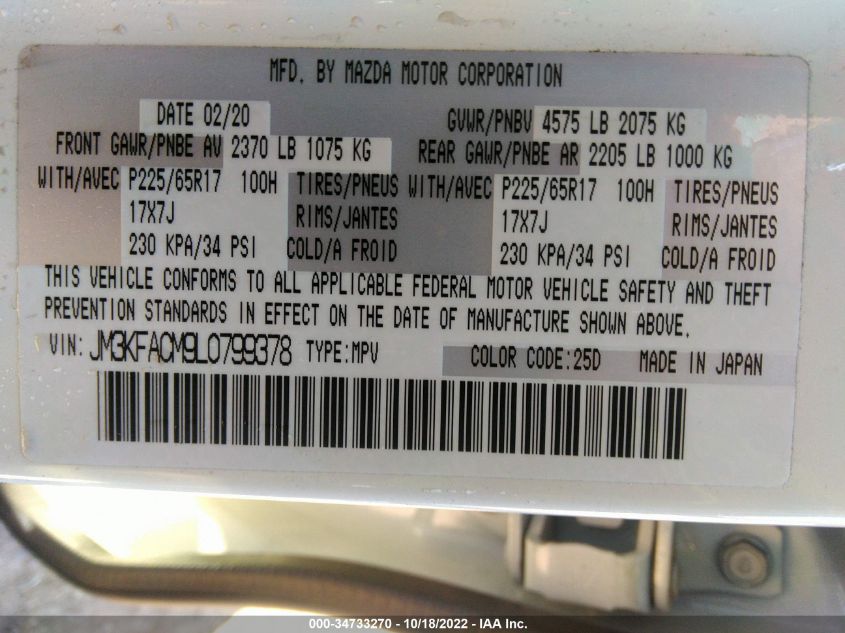 MFD. BY MAZDA MOTOR CORPORATION
DATE 02/20 GVWR/PNBV 4575 LB 2075 KG
FRONT GAWR/PNBE AV 2370 LB 1075 KG REAR GAWR/PNBE AR 2205 LB 1000 KG
WITH/AVEC P225/65R17 100H TIRES/PNEUS WITH/AVEC P225/65R17 100H TIRES/PNEUS
17X7J RIMS/JANTES 17X7J RIMS/JANTES
230 KPA/34 PSI COLD/A FROID 230 KPA/34 PSI COLD/A FROID
THIS VEHICLE CONFORMS TO ALL APPLICABLE FEDERAL MOTOR VEHICLE SAFETY AND THEFT
PREVENTION STANDARDS IN EFFECT ON THE DATE OF MANUFACTURE SHOWN ABOVE.
VIN: JM3KFACM9L0799378 TYPE:MPV COLOR CODE:25D MADE IN JAPAN
000-34733270 - 10/18/2022 - IAA Inc.